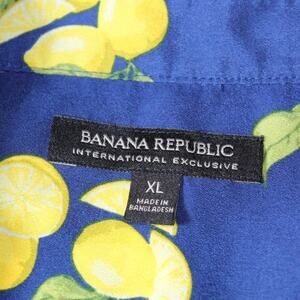 BANANA REPUBLIC
INTERNATIONAL EXCLUSIVE
XL
MADE IN
BANGLADESH